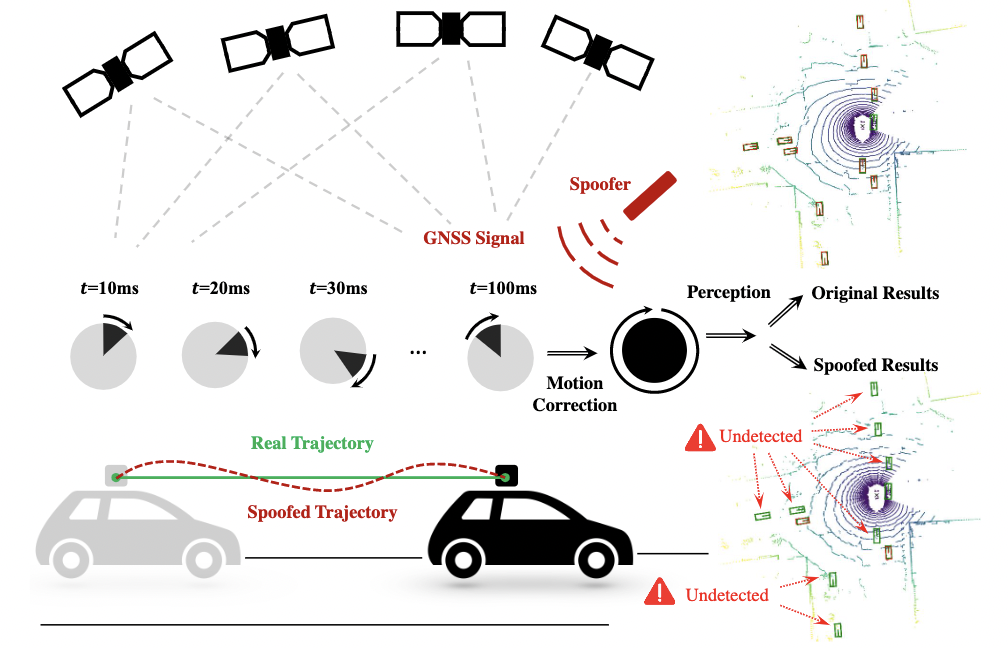 Spoofer
GNSS Signal
t=10ms
t=20ms
t=30ms
t=100ms
...
Motion
Correction
Perception
Original Results
Spoofed Results
Real Trajectory
Spoofed Trajectory
! Undetected
! Undetected